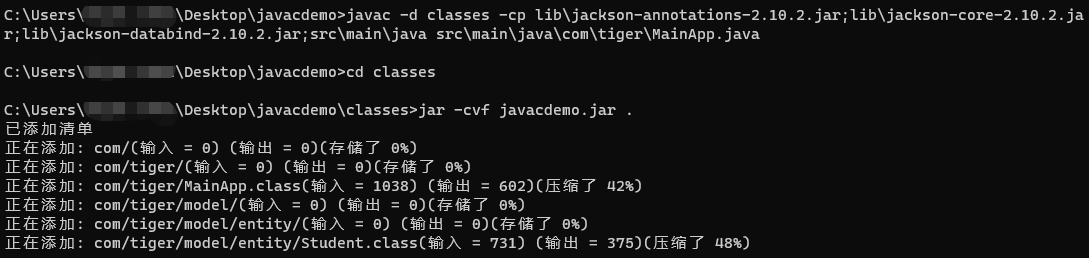 C:\Users\ \Desktop\javacdemo>javac -d classes -cp lib\jackson-annotations-2.10.2.jar;lib\jackson-core-2.10.2.ja
r;lib\jackson-databind-2.10.2.jar;src\main\java src\main\java\com\tiger\MainApp.java
C:\Users\ \Desktop\javacdemo>cd classes
C:\Users\ \Desktop\javacdemo\classes>jar -cvf javacdemo.jar .
已添加清单
正在添加: com/(输入 = 0) (输出 = 0)(存储了 0%)
正在添加: com/tiger/(输入 = 0) (输出 = 0)(存储了 0%)
正在添加: com/tiger/MainApp.class(输入 = 1038) (输出 = 602)(压缩了 42%)
正在添加: com/tiger/model/(输入 = 0) (输出 = 0)(存储了 0%)
正在添加: com/tiger/model/entity/(输入 = 0) (输出 = 0)(存储了 0%)
正在添加: com/tiger/model/entity/Student.class(输入 = 731) (输出 = 375)(压缩了 48%)